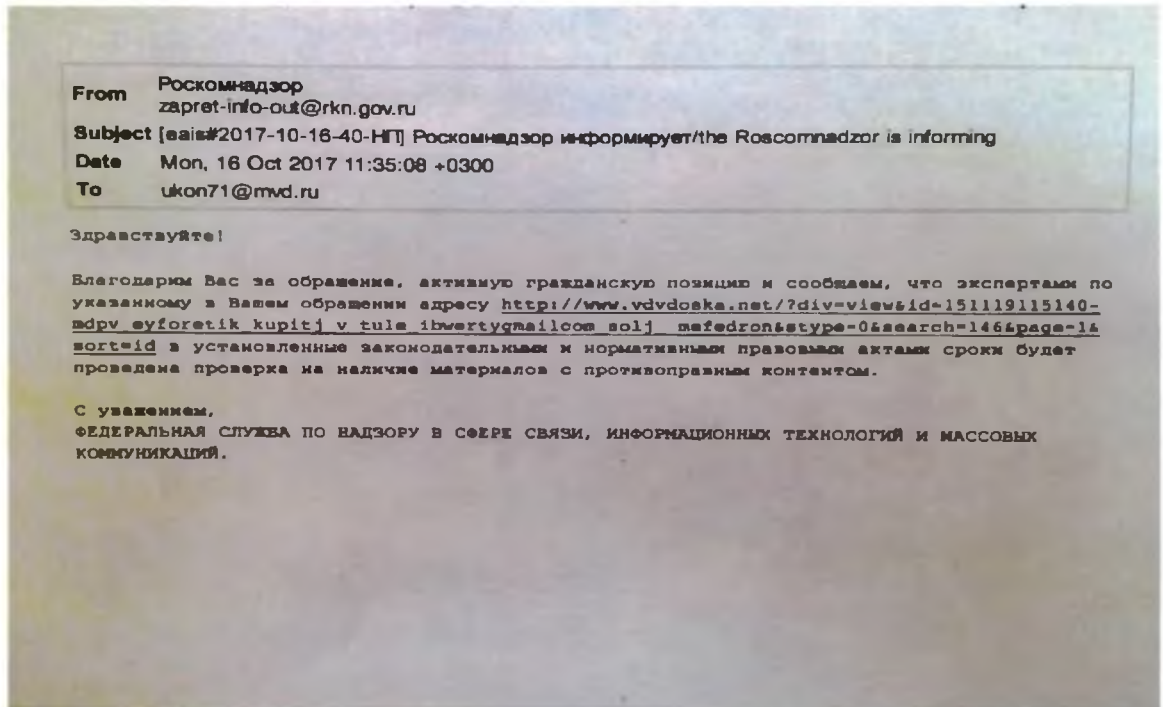 From Роскомнадзор
zapret-info-out@rkn.gov.ru
Subject [eais#2017-10-16-40-НП] Роскомнадзор информирует/the Roscomnadzor is informing
Date Mon, 16 Oct 2017 11:35:08 +0300
To ukon71@mvd.ru
Здравствуйте!
Благодарим Вас за обращение, активную гражданскую позицию и сообщаем, что экспертами по
указанному в Вашем обращении адресу http://www.vdvdoska.net/?div=view&id=151119115140-
mdpv_eyforetik_kupitj_v_tule_ibwertygmailcom_solj__mefedron&stype=0&search=146&page=1&
sort=id в установленные законодательными и нормативными правовыми актами сроки будет
проведена проверка на наличие материалов с противоправным контентом.
С уважением,
ФЕДЕРАЛЬНАЯ СЛУЖБА ПО НАДЗОРУ В СФЕРЕ СВЯЗИ, ИНФОРМАЦИОННЫХ ТЕХНОЛОГИЙ И МАССОВЫХ
КОММУНИКАЦИЙ.